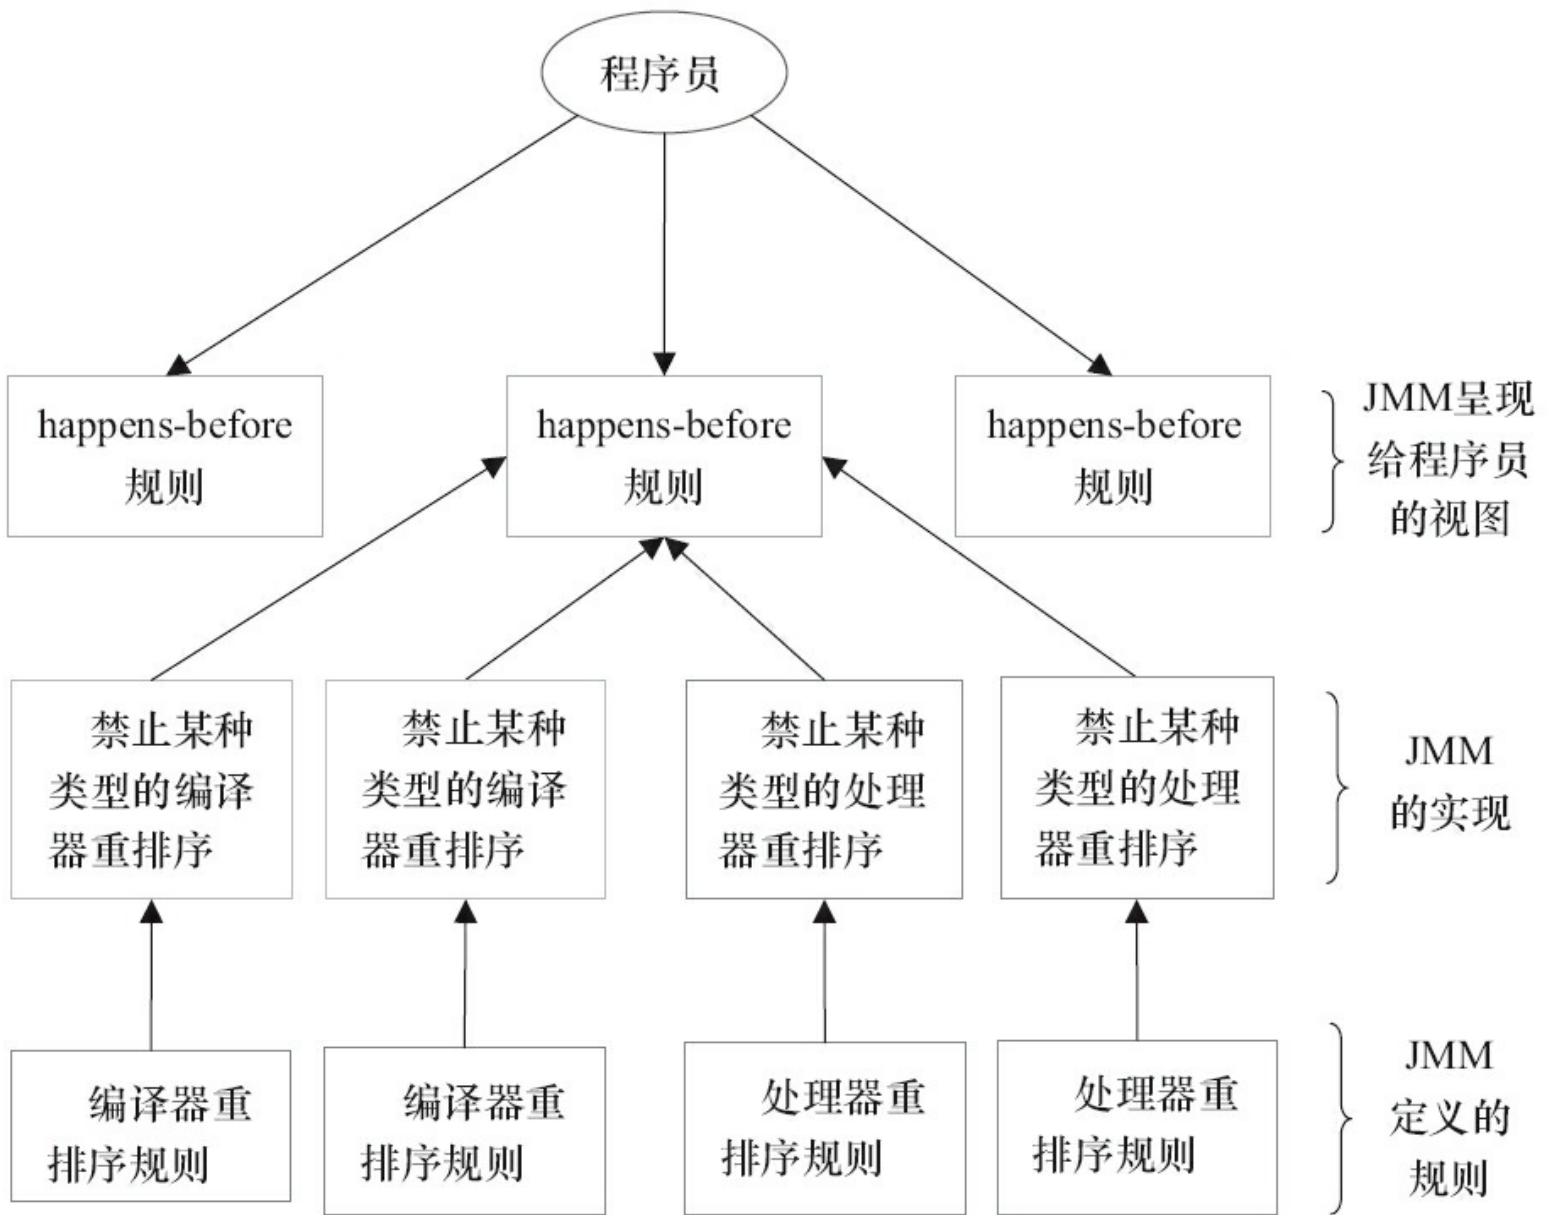 程序员
happens-before
规则
happens-before
规则
happens-before
规则
JMM呈现
给程序员
的视图
禁止某种
类型的编译
器重排序
禁止某种
类型的编译
器重排序
禁止某种
类型的处理
器重排序
禁止某种
类型的处理
器重排序
JMM
的实现
编译器重
排序规则
编译器重
排序规则
处理器重
排序规则
处理器重
排序规则
JMM
定义的
规则